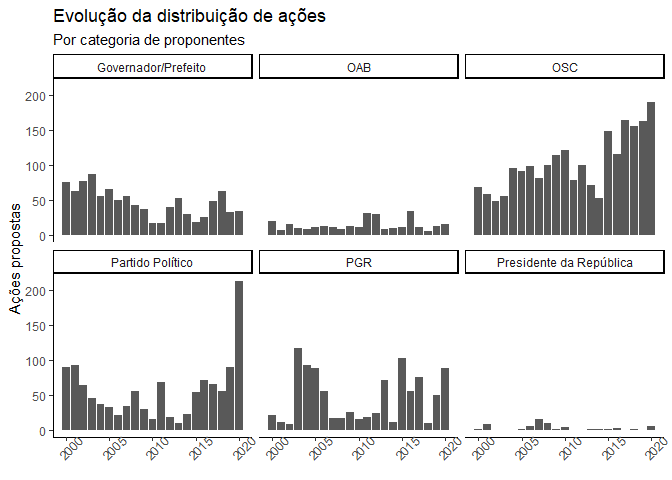 Evolução da distribuição de ações
Por categoria de proponentes
Governador/Prefeito
OAB
OSC
200
150
100
50
0
Partido Político
PGR
Presidente da República
200
150
100
50
0
Ações propostas
2000
2005
2010
2015
2020
2000
2005
2010
2015
2020
2000
2005
2010
2015
2020